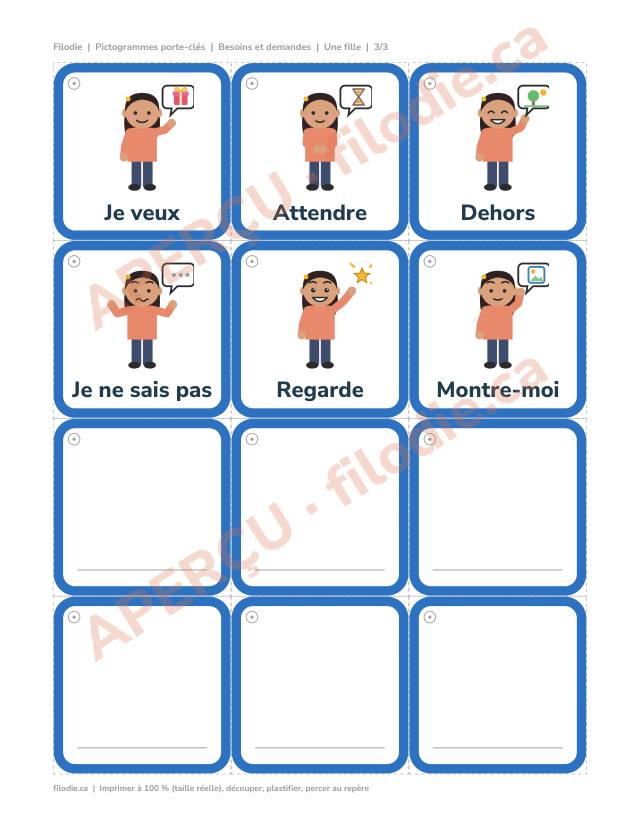 Filodie | Pictogrammes porte-clés | Besoins et demandes | Une fille | 3/3
Je veux
Attendre
Dehors
Je ne sais pas
Regarde
Montre-moi
APERÇU · filodie.ca
APERÇU · filodie.ca
filodie.ca | Imprimer à 100 % (taille réelle), découper, plastifier, percer au repère